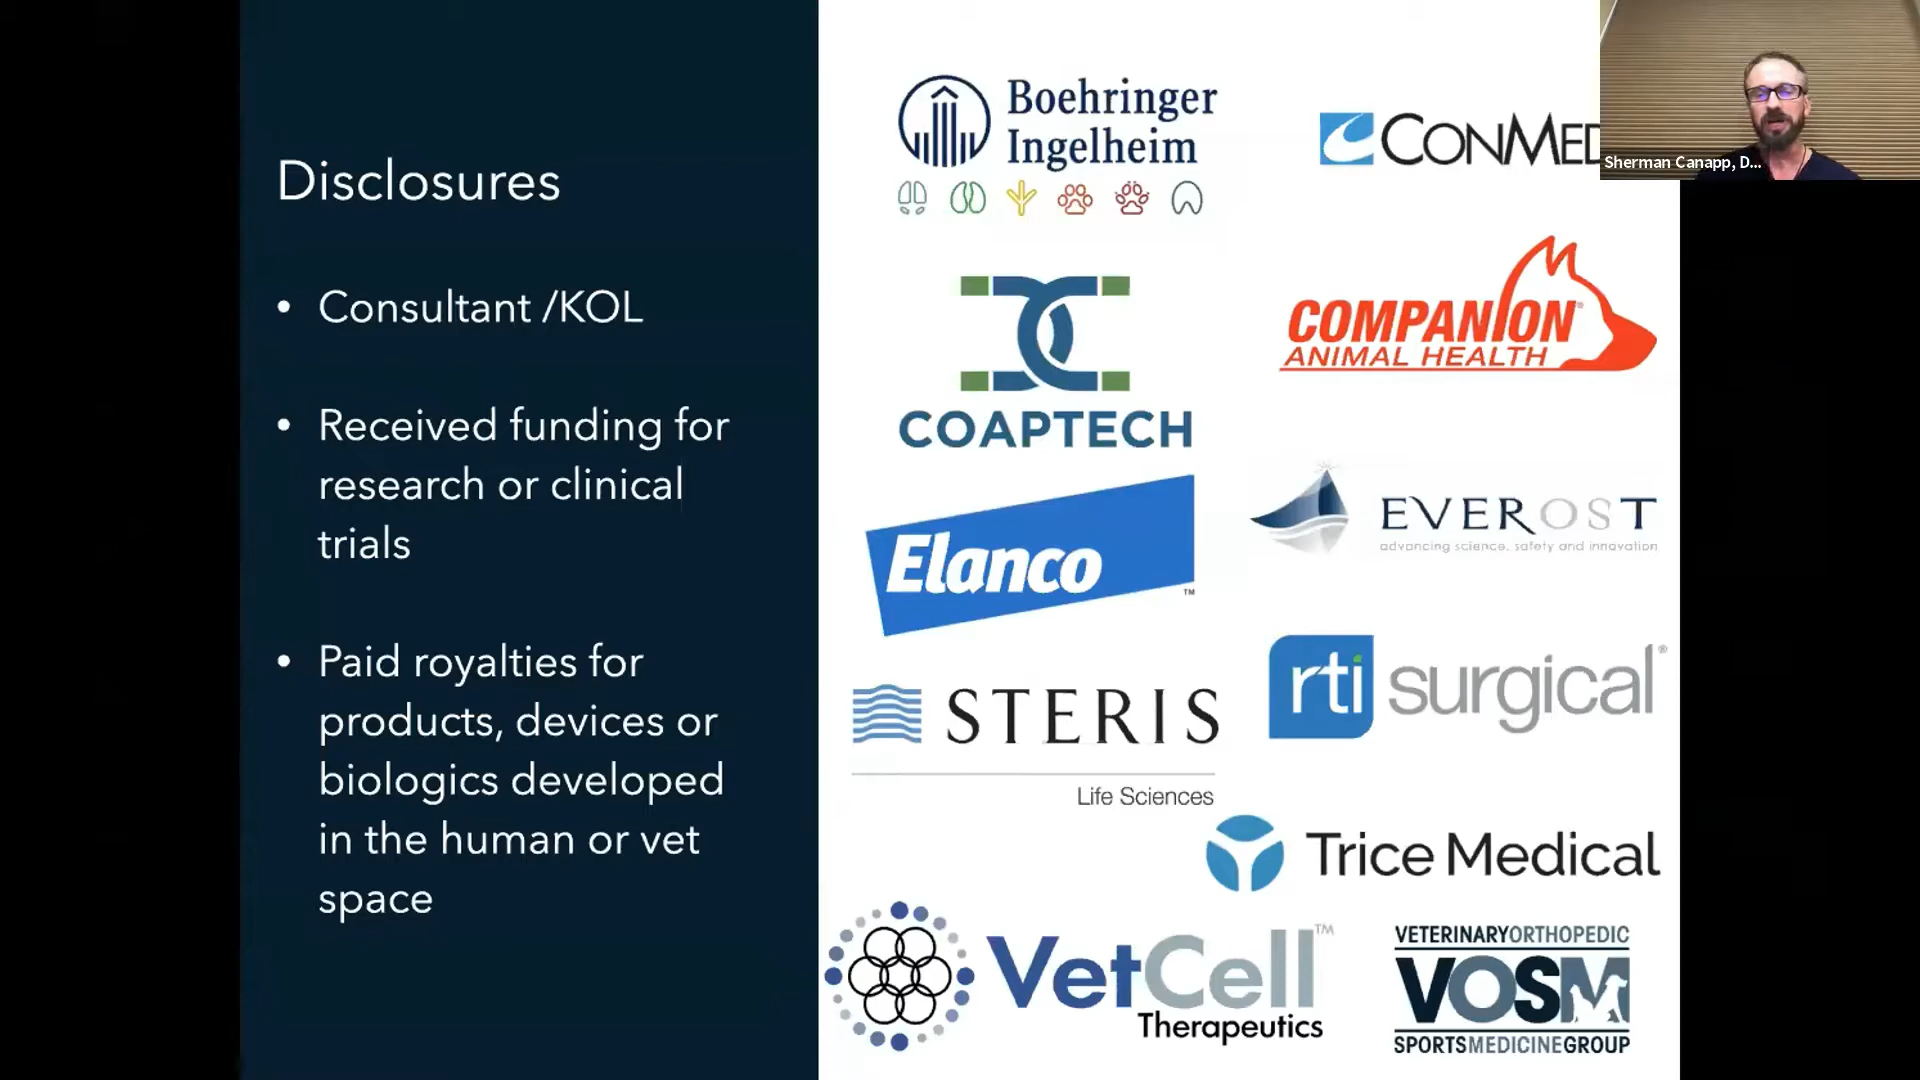 Disclosures
• Consultant /KOL
• Received funding for
research or clinical
trials
• Paid royalties for
products, devices or
biologics developed
in the human or vet
space
Boehringer
Ingelheim
CONMED
Sherman Canapp, D...
COAPTECH
COMPANION®
ANIMAL HEALTH
Elanco™
EVEROST
advancing science, safety and innovation
STERIS
Life Sciences
rti surgical®
Trice Medical
VetCell™
Therapeutics
VETERINARYORTHOPEDIC
VOSM
SPORTSMEDICINEGROUP